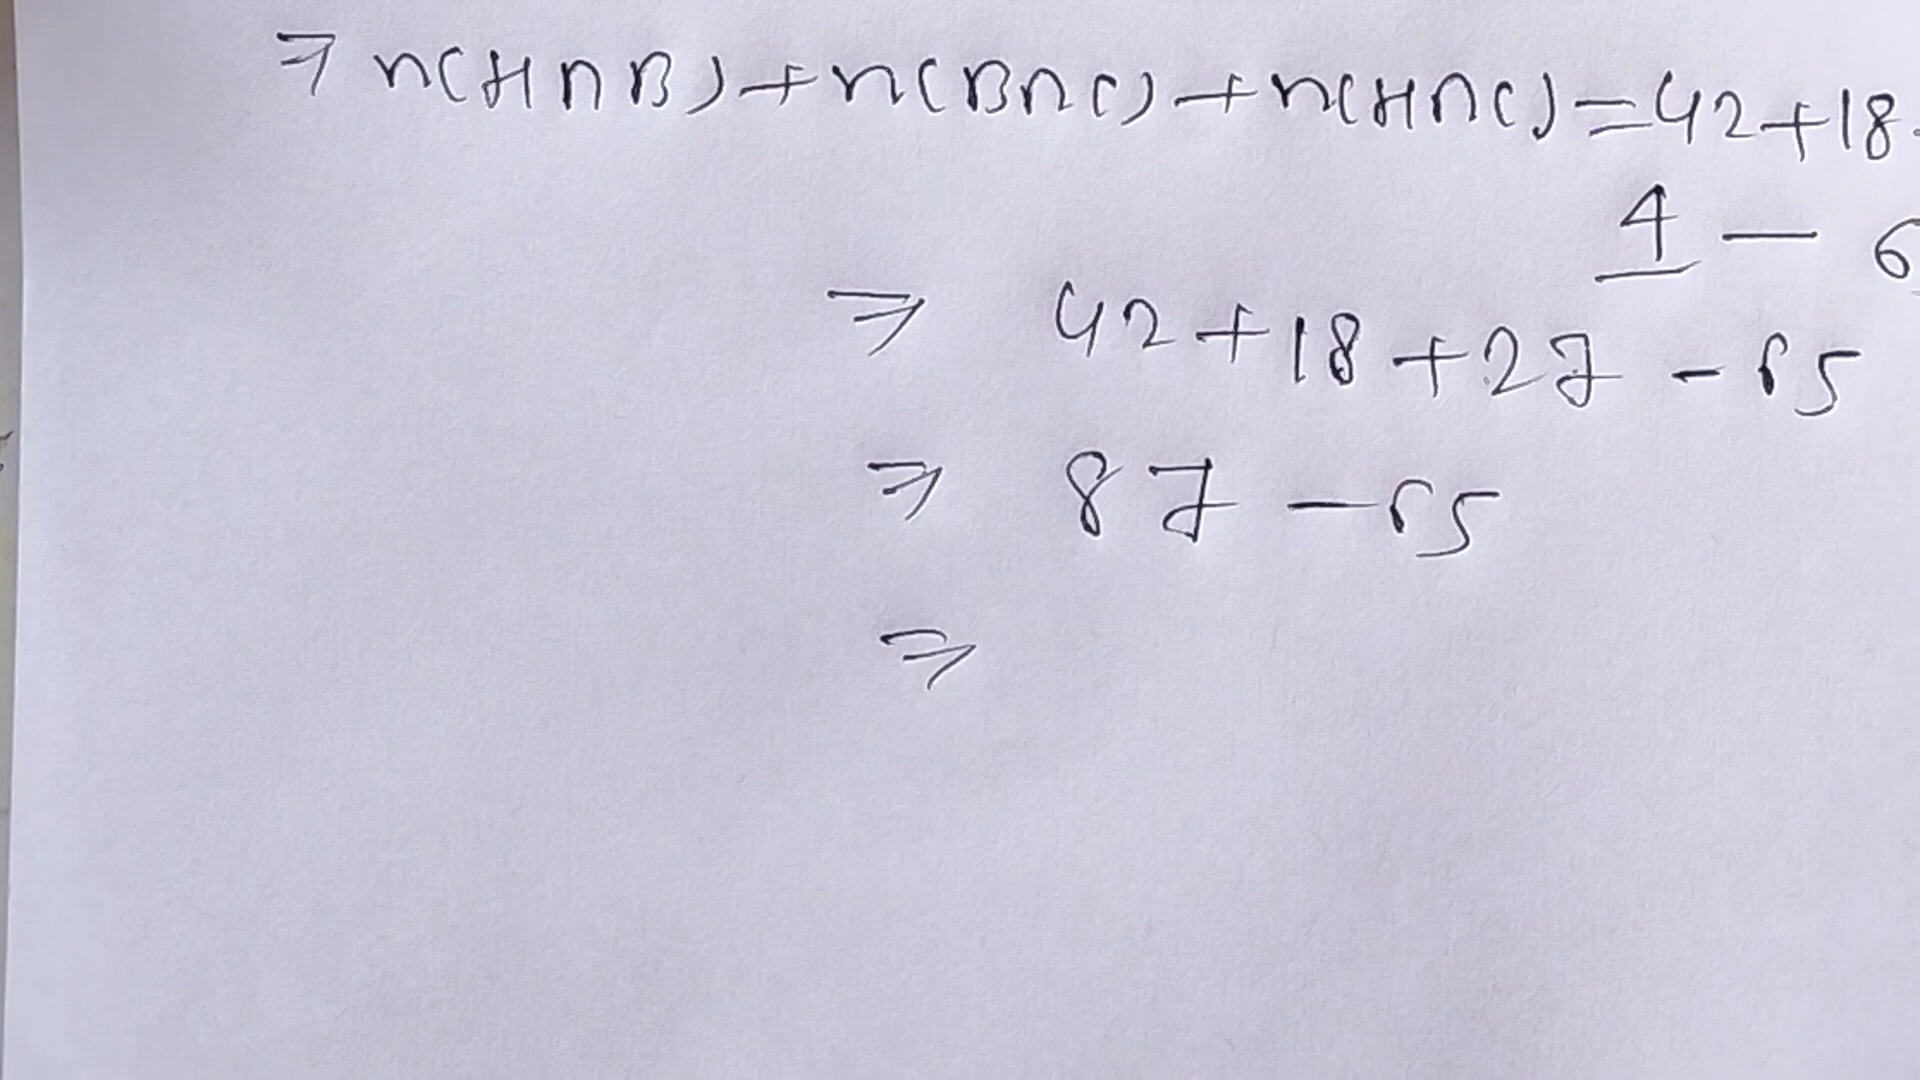 ⇒ n(H∩B)+n(B∩C)+n(H∩C)=42+18
4 — 6
⇒ 42+18+27-65
⇒ 87-65
⇒